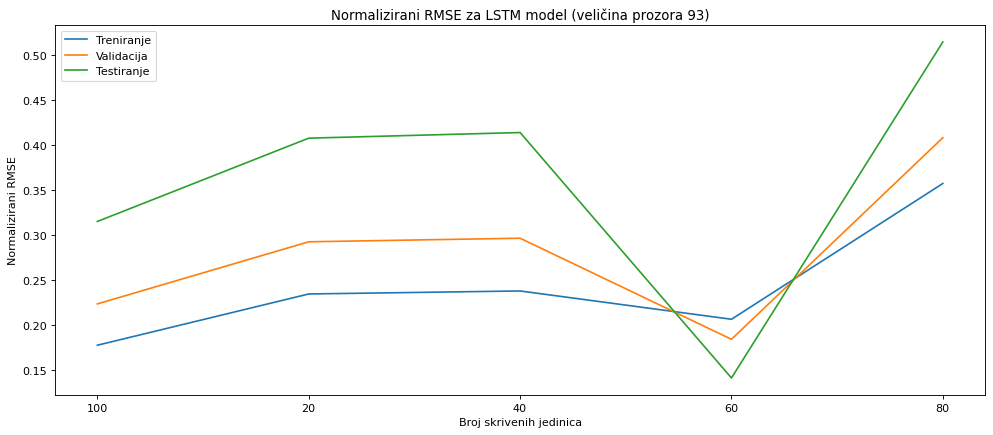 Normalizirani RMSE za LSTM model (veličina prozora 93)
Treniranje
Validacija
Testiranje
Normalizirani RMSE
0.50
0.45
0.40
0.35
0.30
0.25
0.20
0.15
100 20 40 60 80
Broj skrivenih jedinica